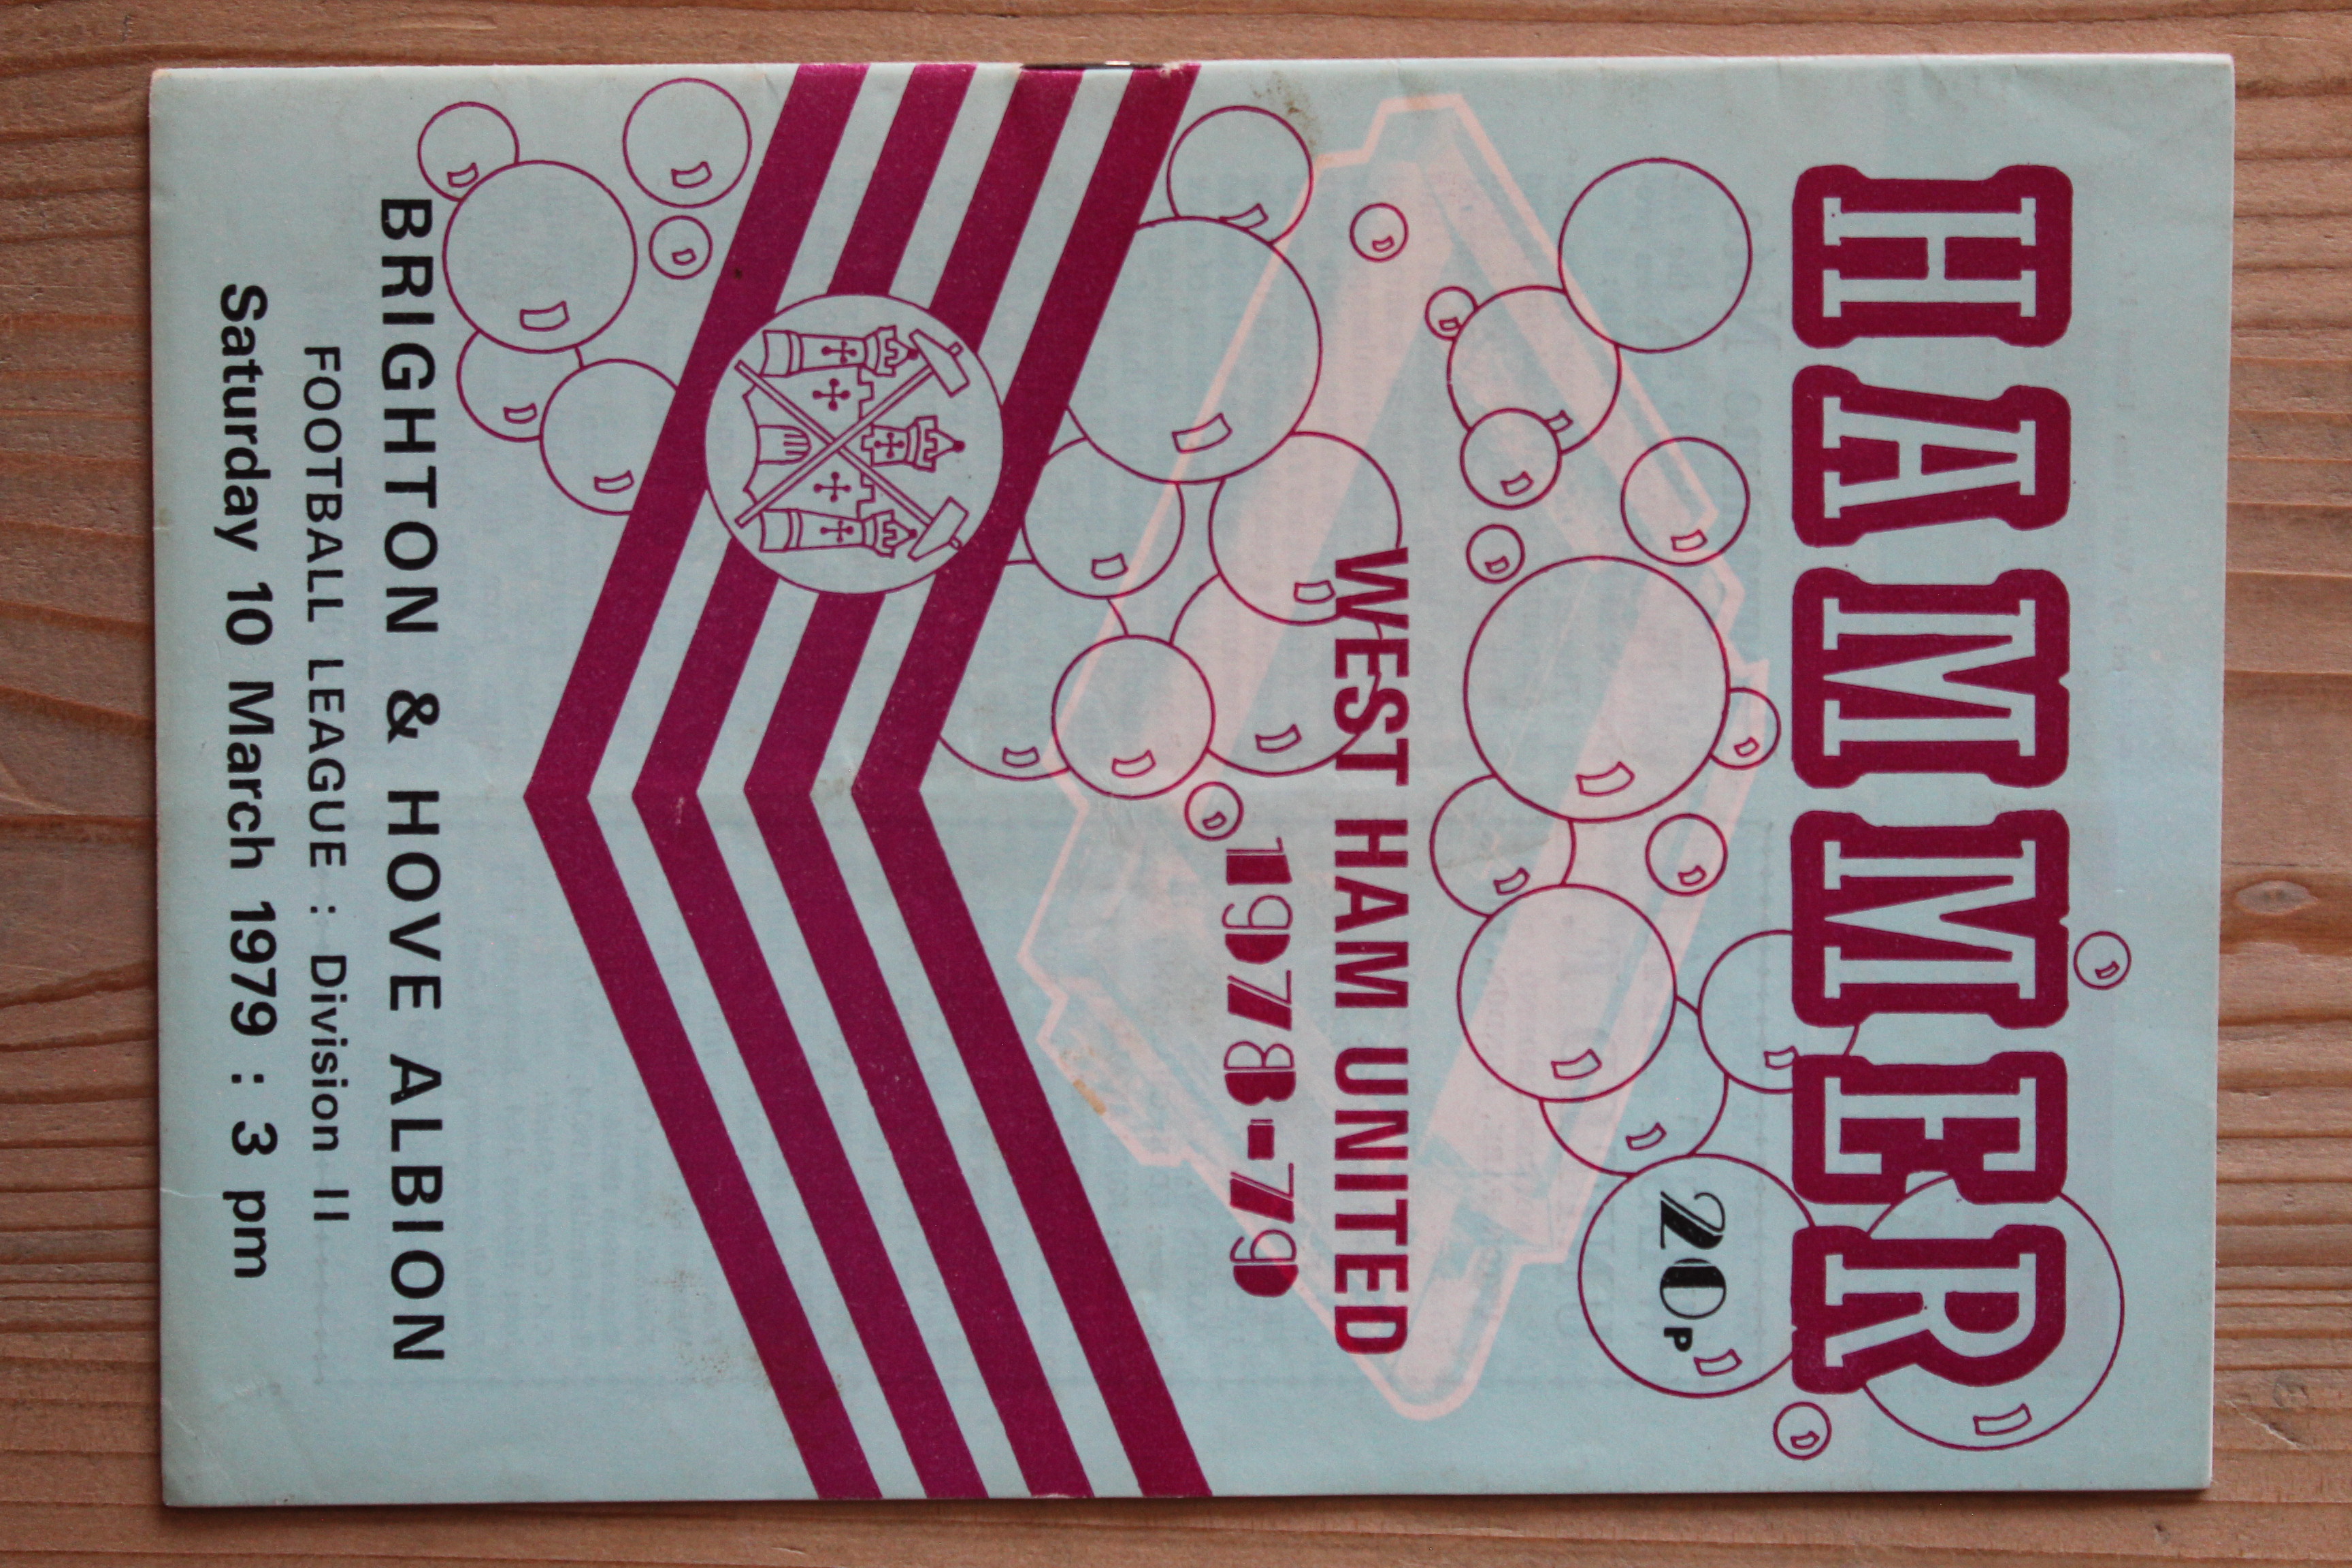 HAMMER
20P
WEST HAM UNITED
1978-79
BRIGHTON & HOVE ALBION
FOOTBALL LEAGUE : Division II
Saturday 10 March 1979 : 3 pm